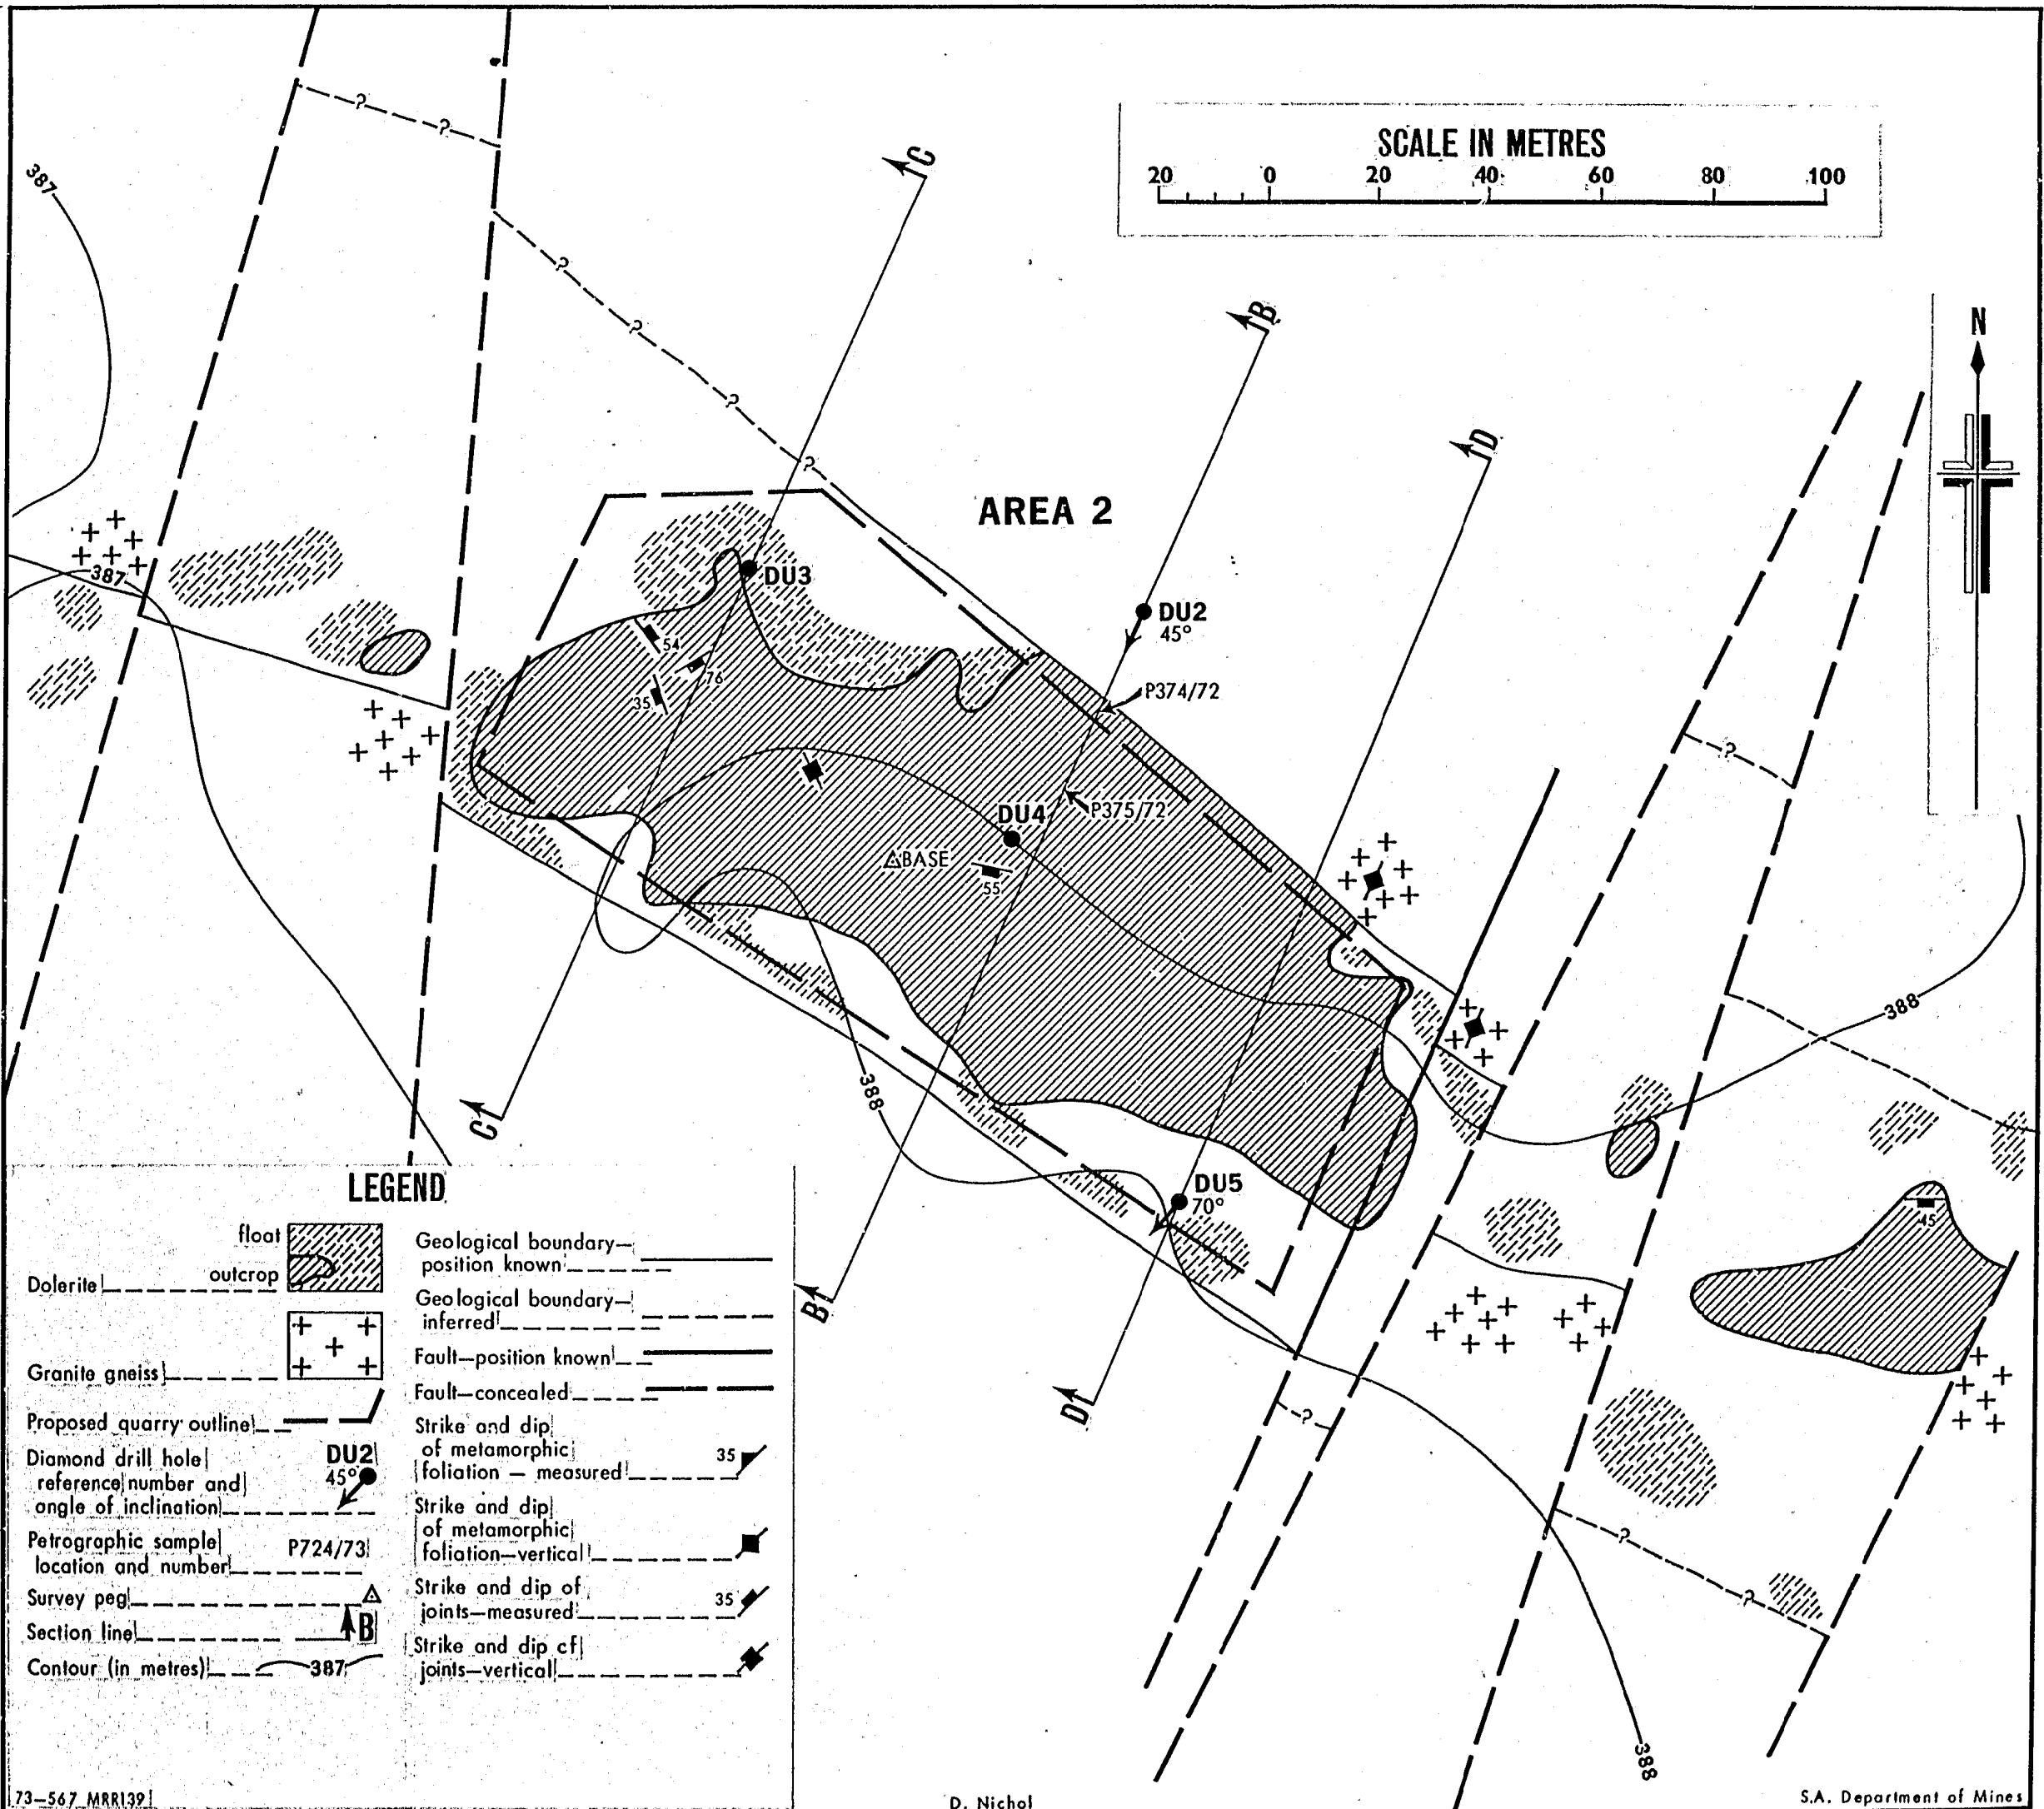 SCALE IN METRES
20 0 20 40 60 80 100
N
C
B
D
387
AREA 2
387
DU3
DU2
45°
54
76
35
P374/72
P375/72
DU4
BASE
55
388
388
C
B
D
DU5
70°
45
388
? ? ? ? ? ? ? ? ? ? ?
LEGEND
float
outcrop
Dolerite
Granite gneiss
Proposed quarry outline
Diamond drill hole
reference number and
angle of inclination
DU2
45°
Petrographic sample
location and number
P724/73
Survey peg
Section line
B
Contour (in metres)
387
Geological boundary—
position known
Geological boundary—
inferred
Fault—position known
Fault—concealed
Strike and dip
of metamorphic
foliation — measured
35
Strike and dip
of metamorphic
foliation—vertical
Strike and dip of
joints—measured
35
Strike and dip cf
joints—vertical
73—567 MRR139
D. Nichol
S.A. Department of Mines